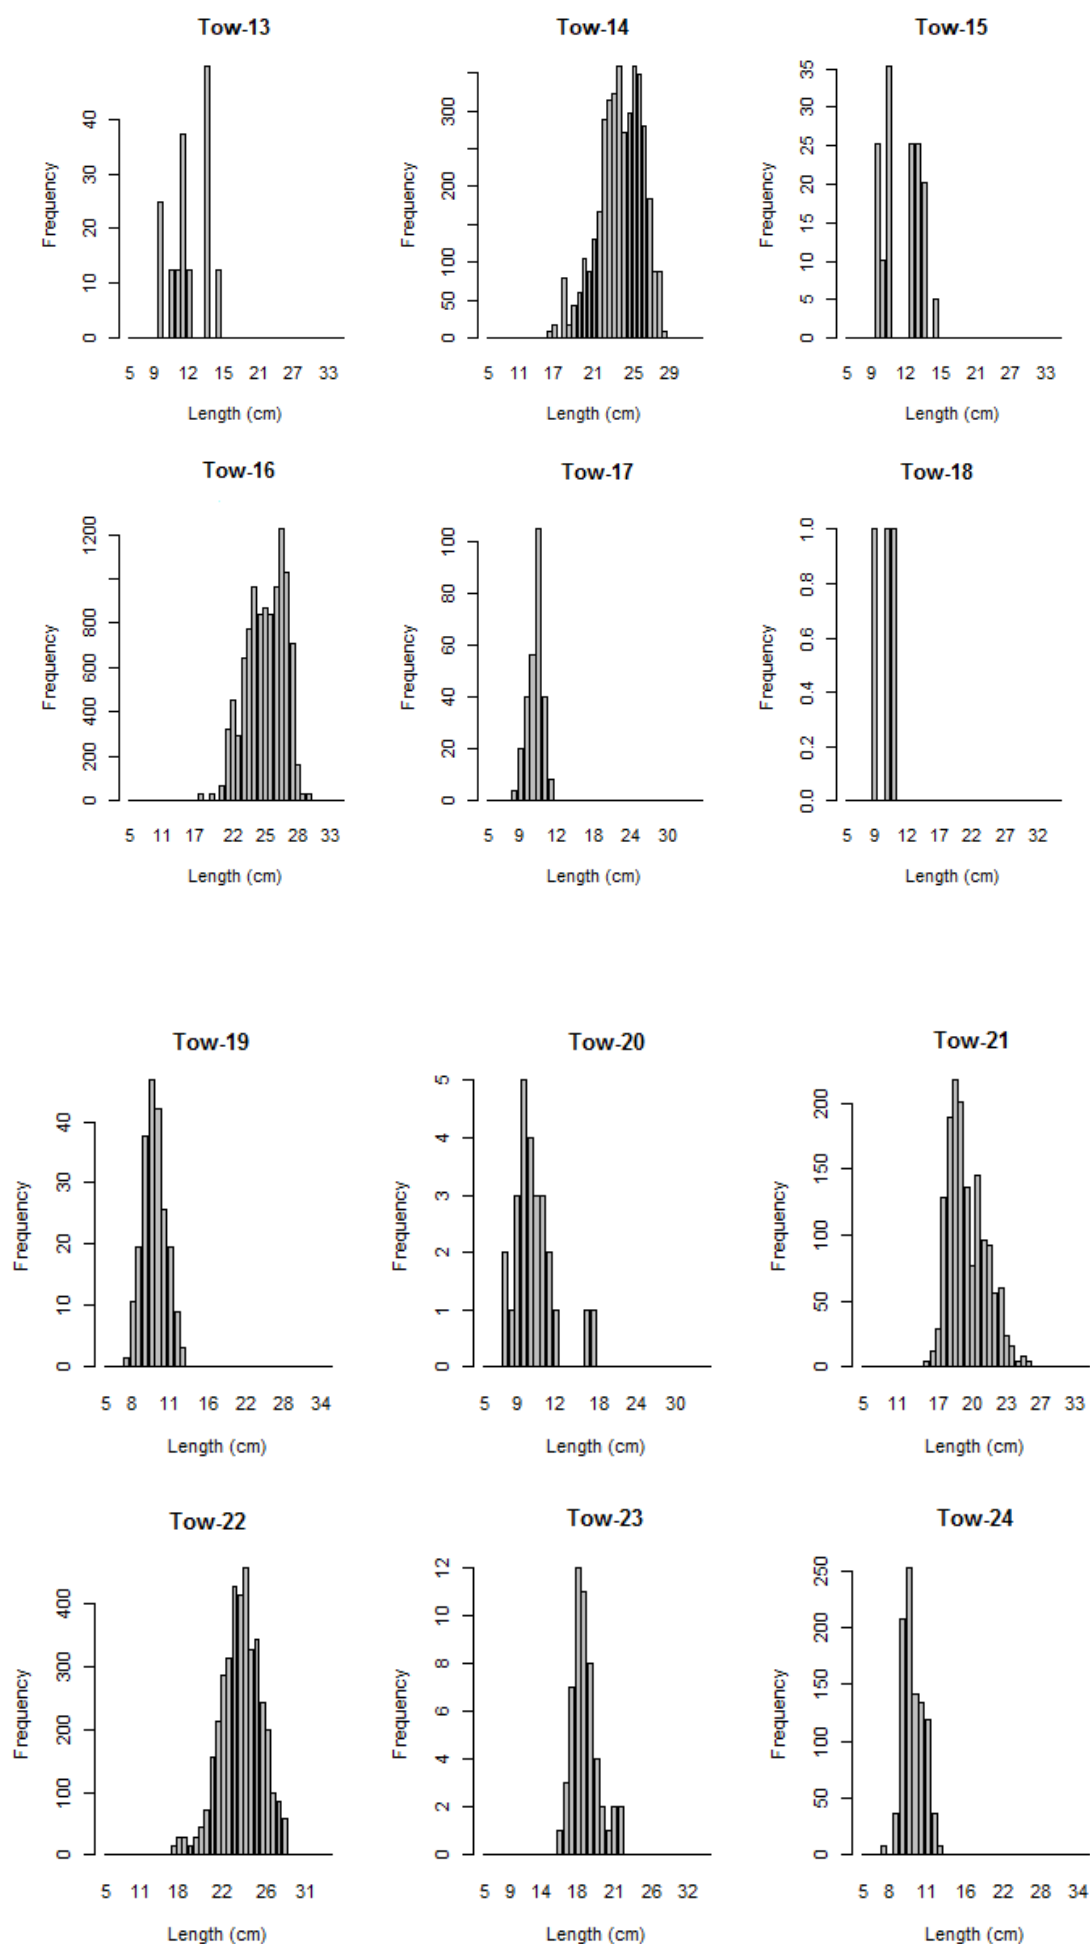 Tow-13 Tow-14 Tow-15
Frequency 0 10 20 30 40
5 9 12 15 21 27 33
Length (cm)
Frequency 0 50 100 200 300
5 11 17 21 25 29
Length (cm)
Frequency 0 5 10 15 20 25 30 35
5 9 12 15 21 27 33
Length (cm)
Tow-16 Tow-17 Tow-18
Frequency 0 200 400 600 800 1200
5 11 17 22 25 28 33
Length (cm)
Frequency 0 20 40 60 80 100
5 9 12 18 24 30
Length (cm)
Frequency 0.0 0.2 0.4 0.6 0.8 1.0
5 9 12 17 22 27 32
Length (cm)
Tow-19 Tow-20 Tow-21
Frequency 0 10 20 30 40
5 8 11 16 22 28 34
Length (cm)
Frequency 0 1 2 3 4 5
5 9 12 18 24 30
Length (cm)
Frequency 0 50 100 150 200
5 11 17 20 23 27 33
Length (cm)
Tow-22 Tow-23 Tow-24
Frequency 0 100 200 300 400
5 11 18 22 26 31
Length (cm)
Frequency 0 2 4 6 8 10 12
5 9 14 18 21 26 32
Length (cm)
Frequency 0 50 100 150 200 250
5 8 11 16 22 28 34
Length (cm)